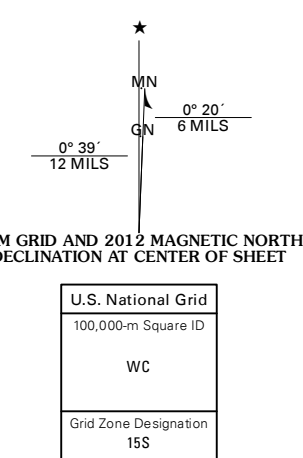 ★
MN
0° 20´
6 MILS
GN
0° 39´
12 MILS
M GRID AND 2012 MAGNETIC NORTH
DECLINATION AT CENTER OF SHEET
U.S. National Grid
100,000-m Square ID
WC
Grid Zone Designation
15S